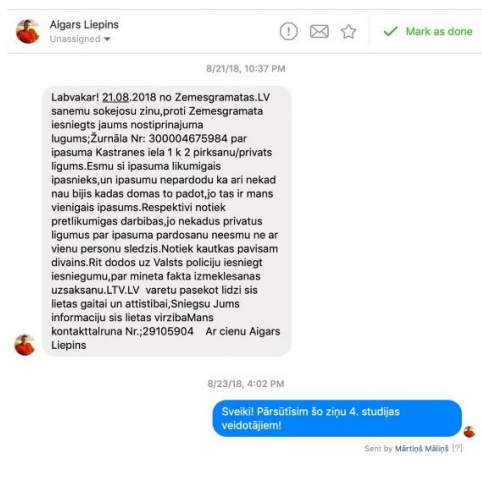 Aigars Liepins
Unassigned
Mark as done
8/21/18, 10:37 PM
Labvakar! 21.08.2018 no Zemesgramatas.LV
sanemu sokejosu zinu,proti Zemesgramata
iesniegts jaums nostiprinajuma
lugums;Žurnāla Nr: 300004675984 par
ipasuma Kastranes iela 1 k 2 pirksanu/privats
ligums.Esmu si ipasuma likumigais
ipasnieks,un ipasumu nepardodu ka ari nekad
nau bijis kadas domas to padot,jo tas ir mans
vienigais ipasums.Respektivi notiek
pretlikumigas darbibas,jo nekadus privatus
ligumus par ipasuma pardosanu neesmu ne ar
vienu personu sledzis.Notiek kautkas pavisam
divains.Rit dodos uz Valsts policiju iesniegt
iesniegumu,par mineta fakta izmeklesanas
uzsaksanu.LTV.LV varetu pasekot lidzi sis
lietas gaitai un attistibai,Sniegsu Jums
informaciju sis lietas virzibaMans
kontakttalruna Nr.;29105904 Ar cienu Aigars
Liepins
8/23/18, 4:02 PM
Sveiki! Pārsūtīsim šo ziņu 4. studijas
veidotājiem!
Sent by Mārtiņš Māliņš [?]